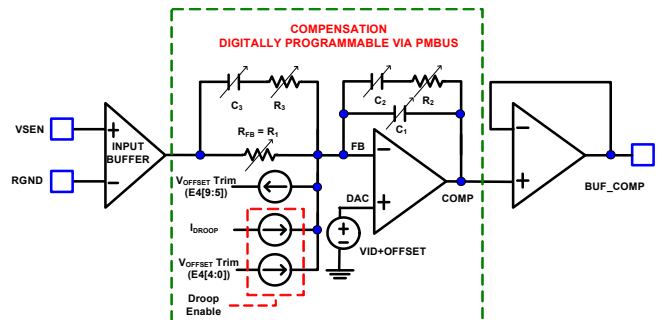 COMPENSATION
DIGITALLY PROGRAMMABLE VIA PMBUS
C3
R3
C2
R2
C1
VSEN
RGND
INPUT
BUFFER
RFB = R1
FB
DAC
COMP
BUF_COMP
VOFFSET Trim
(E4[9:5])
IDROOP
VOFFSET Trim
(E4[4:0])
VID+OFFSET
Droop
Enable